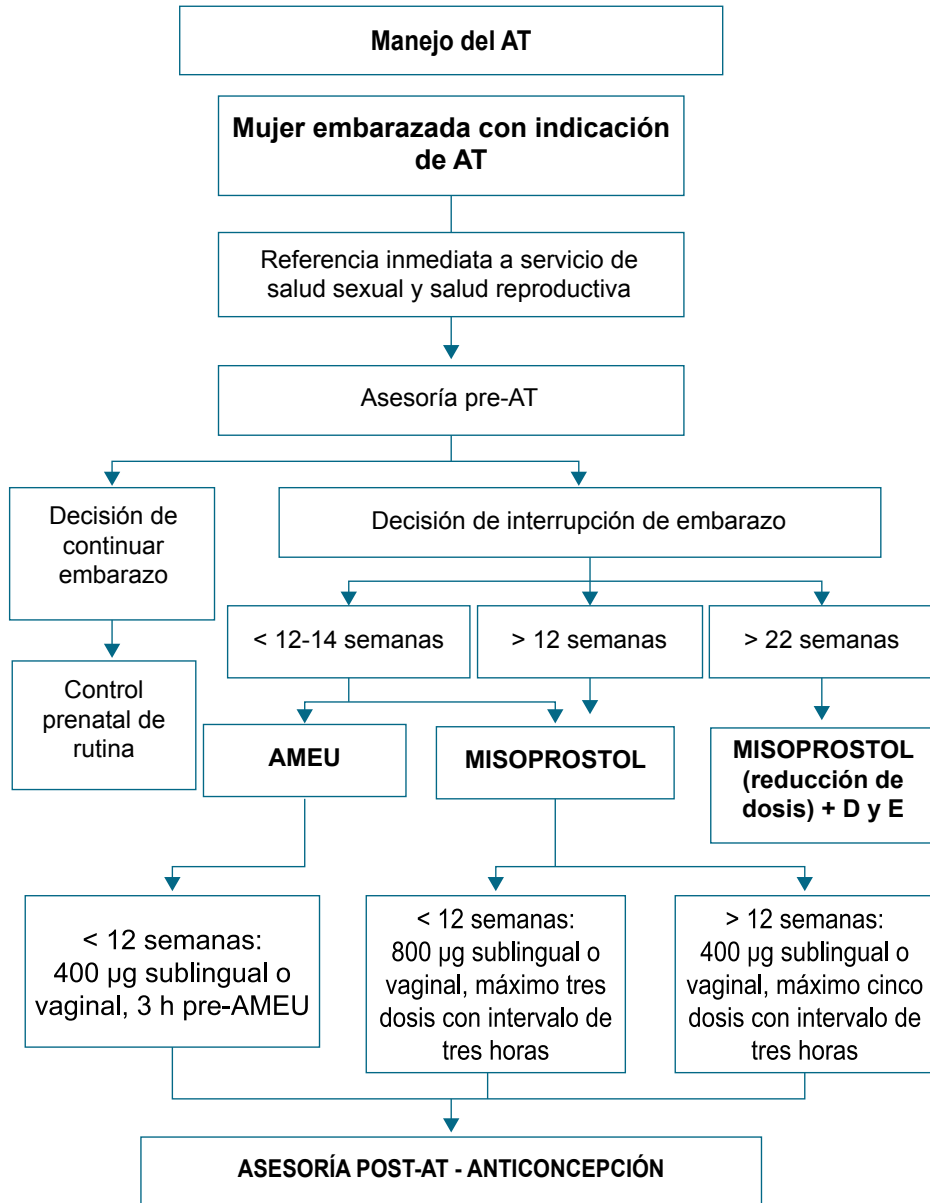 Manejo del AT
Mujer embarazada con indicación
de AT
Referencia inmediata a servicio de
salud sexual y salud reproductiva
Asesoría pre-AT
Decisión de
continuar
embarazo
Decisión de interrupción de embarazo
< 12-14 semanas
> 12 semanas
> 22 semanas
Control
prenatal de
rutina
AMEU
MISOPROSTOL
MISOPROSTOL
(reducción de
dosis) + D y E
< 12 semanas:
400 µg sublingual o
vaginal, 3 h pre-AMEU
< 12 semanas:
800 µg sublingual o
vaginal, máximo tres
dosis con intervalo de
tres horas
> 12 semanas:
400 µg sublingual o
vaginal, máximo cinco
dosis con intervalo de
tres horas
ASESORÍA POST-AT - ANTICONCEPCIÓN